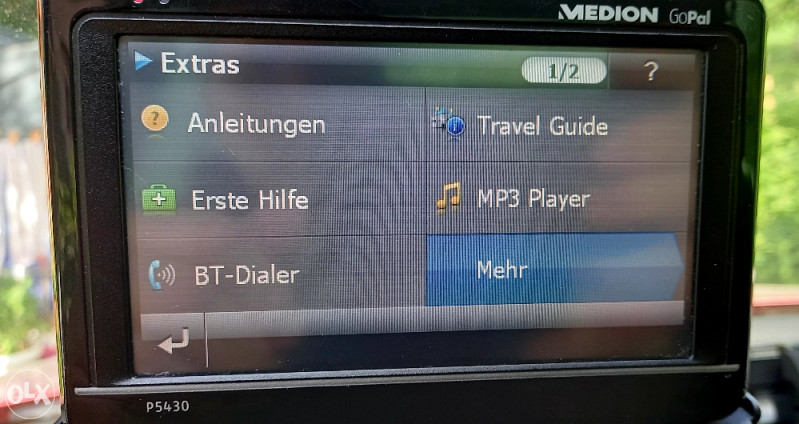 MEDION GoPal
Extras 1/2 ?
Anleitungen Travel Guide
Erste Hilfe MP3 Player
BT-Dialer Mehr
P5430
OLX